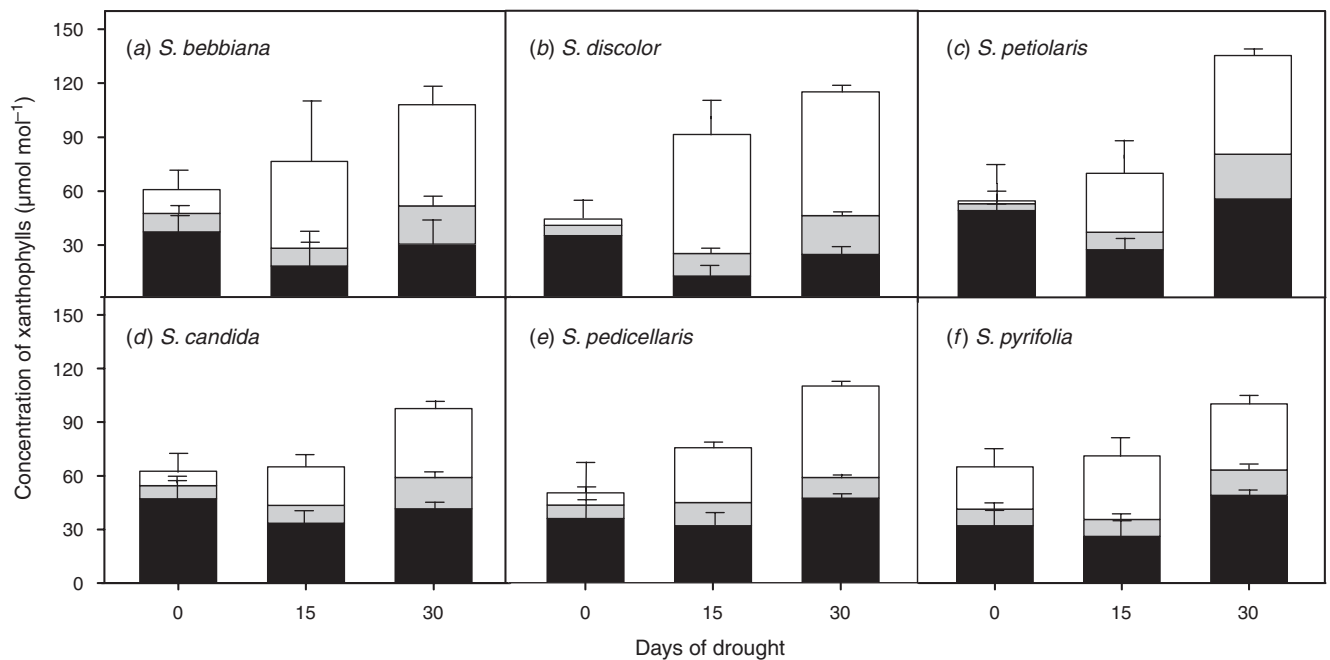 150
120
90
60
30
(a) S. bebbiana
(b) S. discolor
(c) S. petiolaris
Concentration of xanthophylls (µmol mol⁻¹)
150
120
90
60
30
0
(d) S. candida
(e) S. pedicellaris
(f) S. pyrifolia
0 15 30 0 15 30 0 15 30
Days of drought